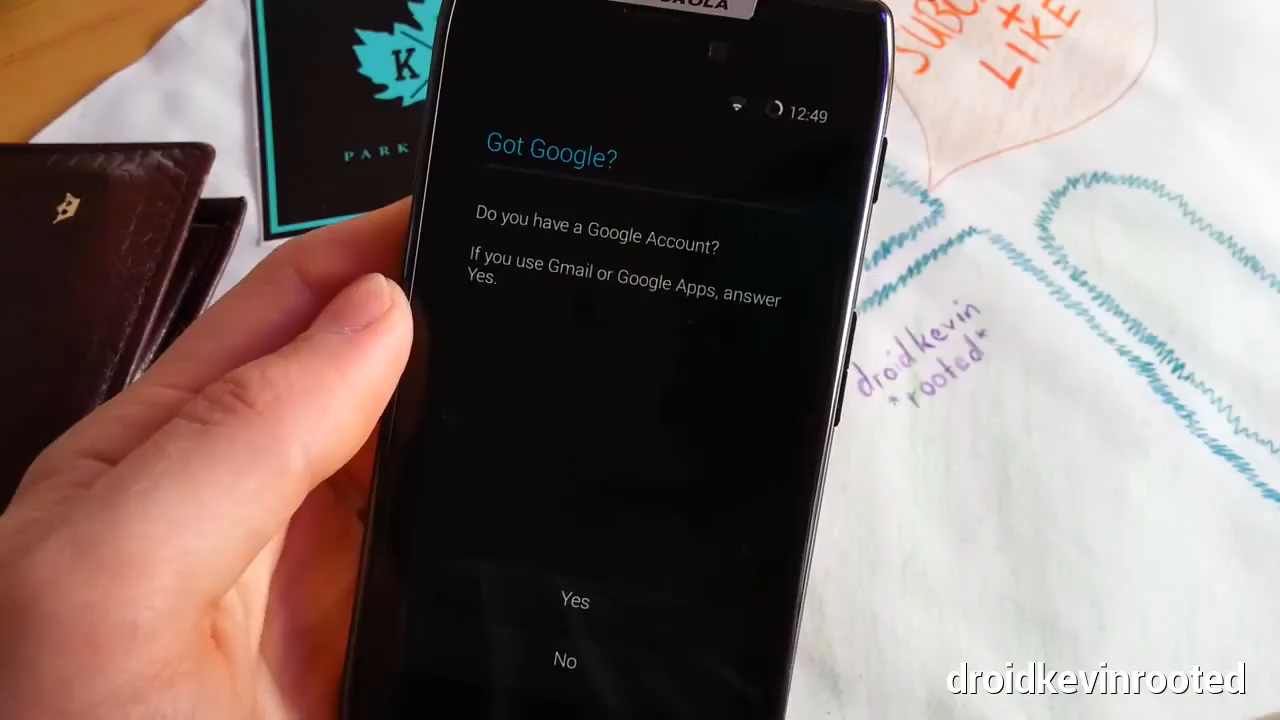 SUBC
+
LIKE
K
PARK
12:49
Got Google?
Do you have a Google Account?
If you use Gmail or Google Apps, answer
Yes.
droidkevin
*rooted*
Yes
No
droidkevinrooted